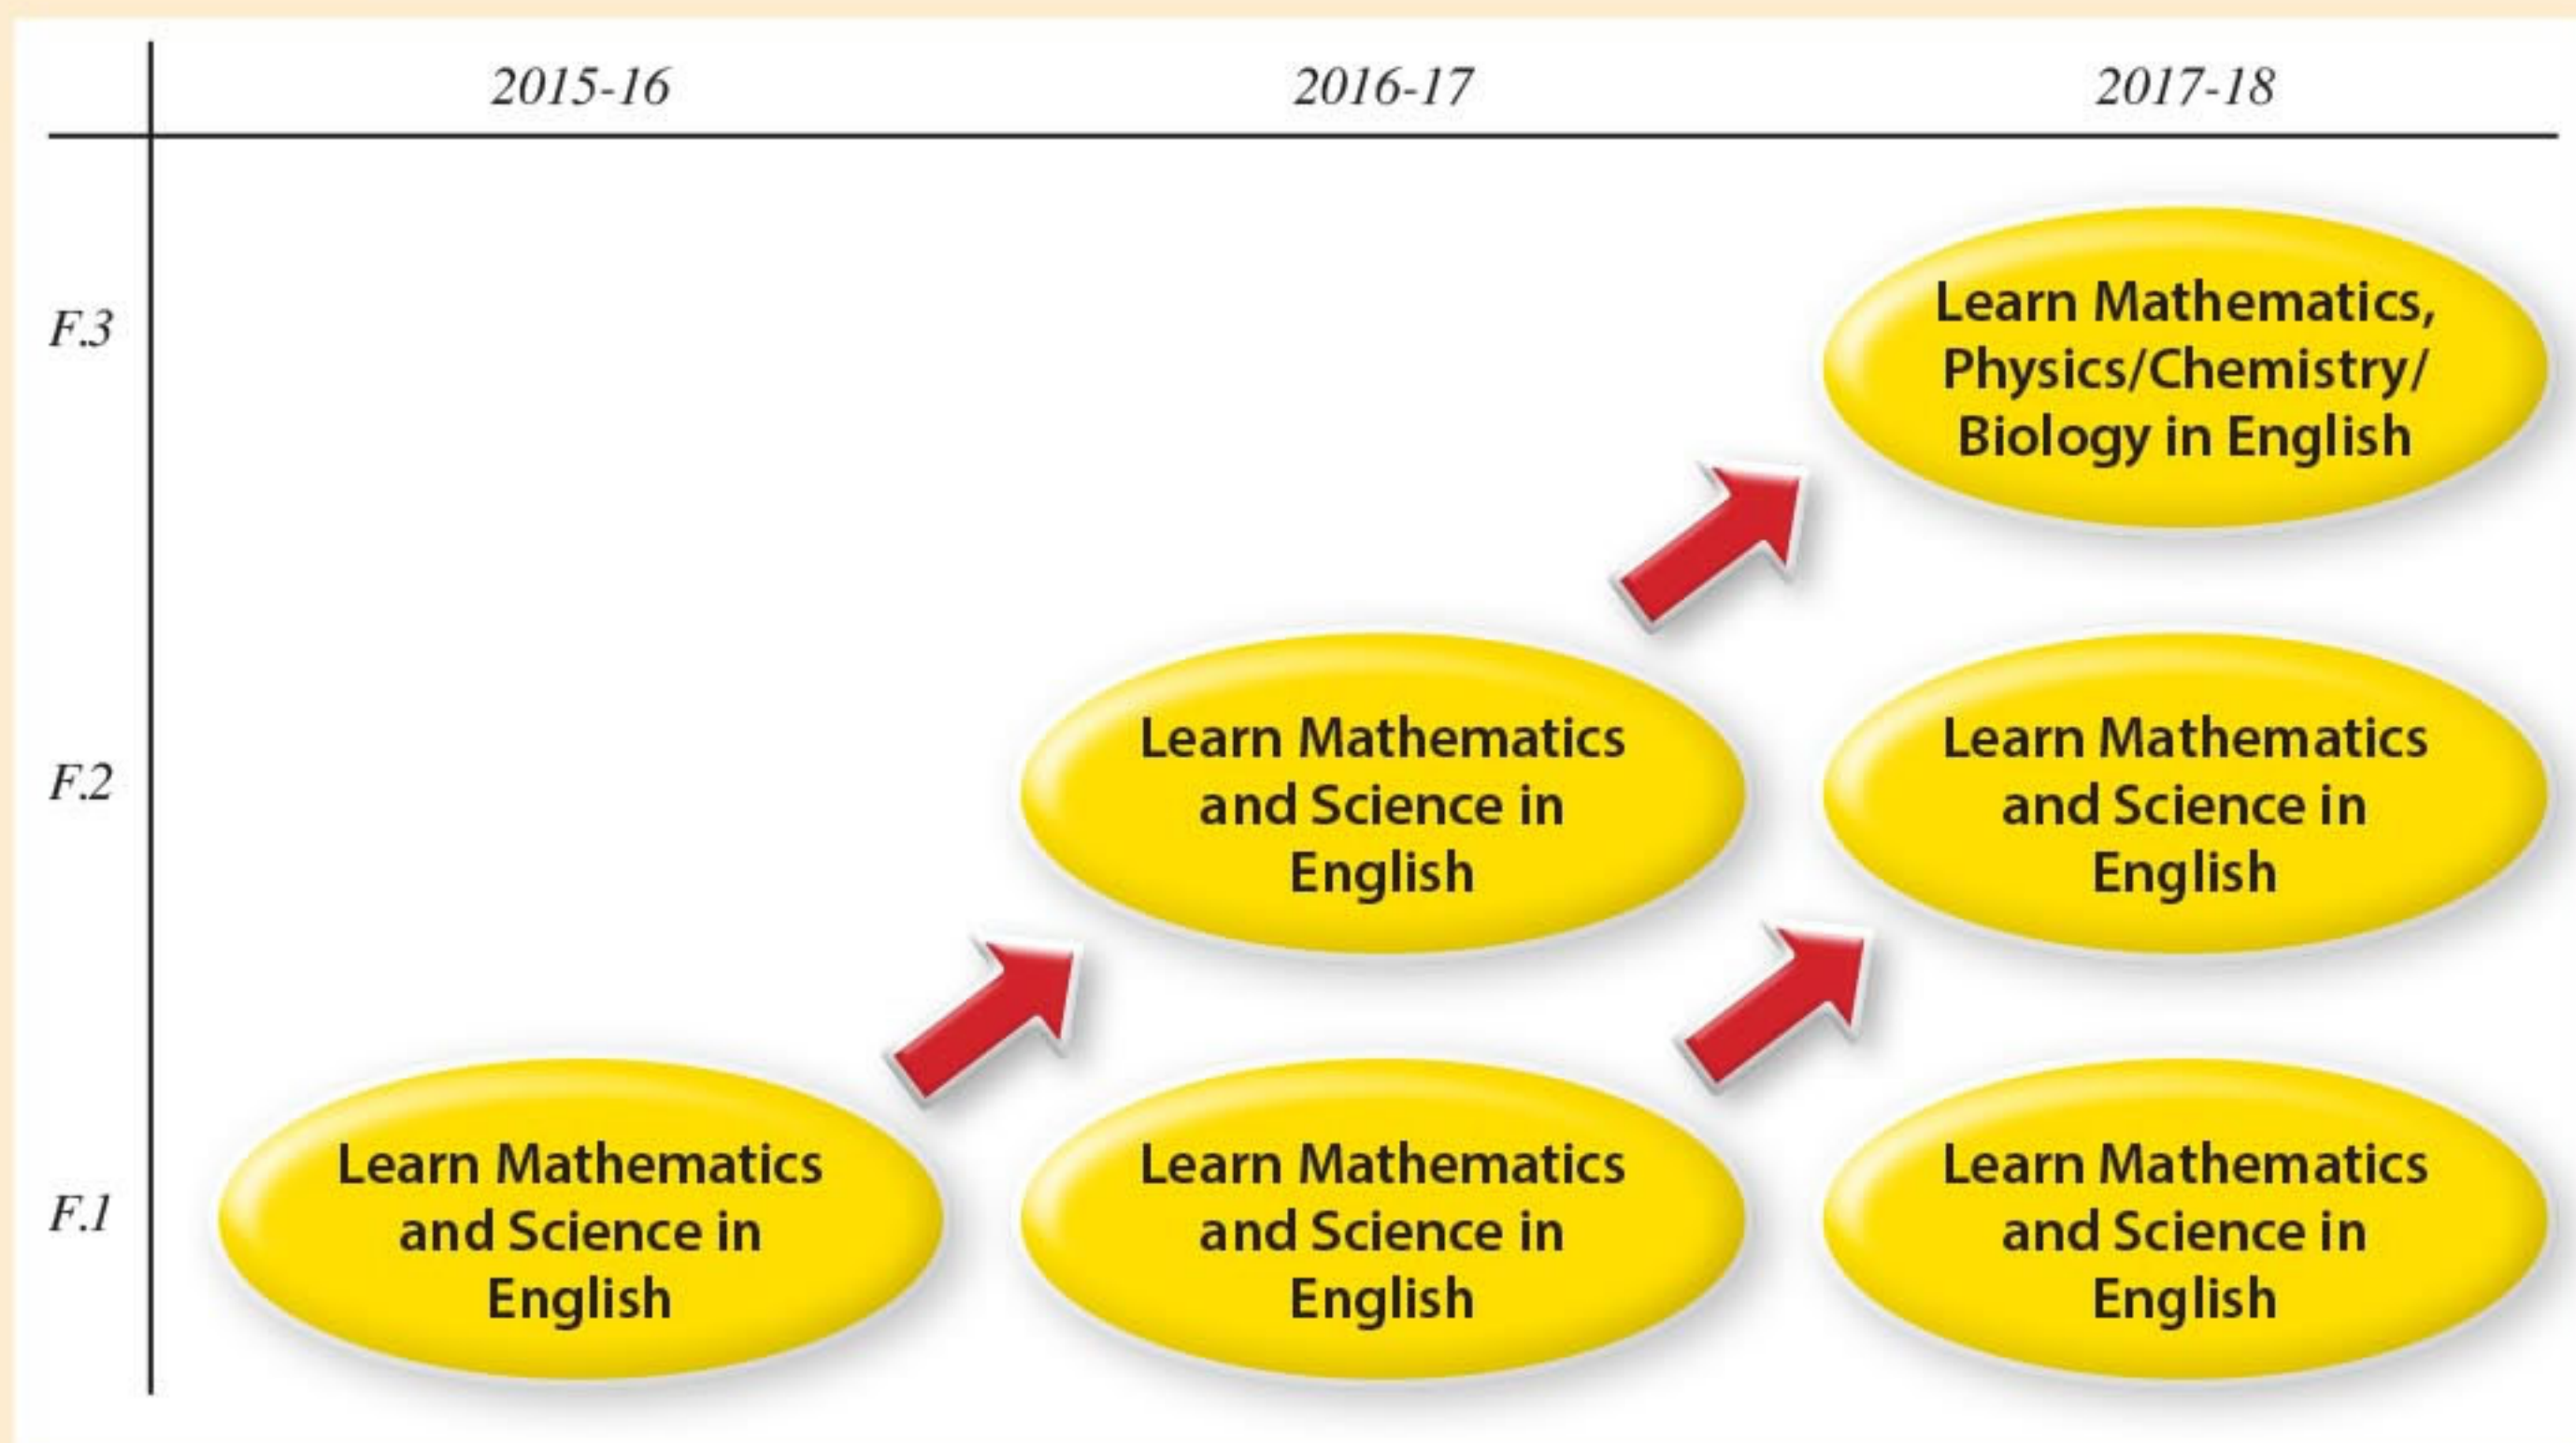 2015-16 2016-17 2017-18
F.3
Learn Mathematics,
Physics/Chemistry/
Biology in English
F.2
Learn Mathematics
and Science in
English
Learn Mathematics
and Science in
English
F.1
Learn Mathematics
and Science in
English
Learn Mathematics
and Science in
English
Learn Mathematics
and Science in
English